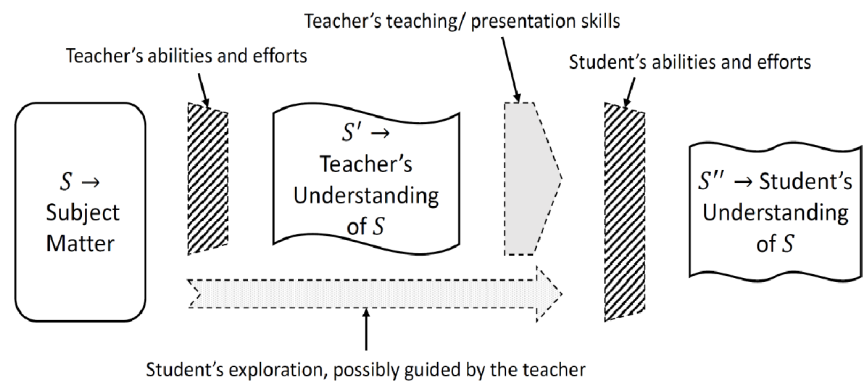 Teacher's teaching/ presentation skills
Teacher's abilities and efforts
Student's abilities and efforts
S →
Subject
Matter
S′ →
Teacher's
Understanding
of S
S′′ → Student's
Understanding
of S
Student's exploration, possibly guided by the teacher